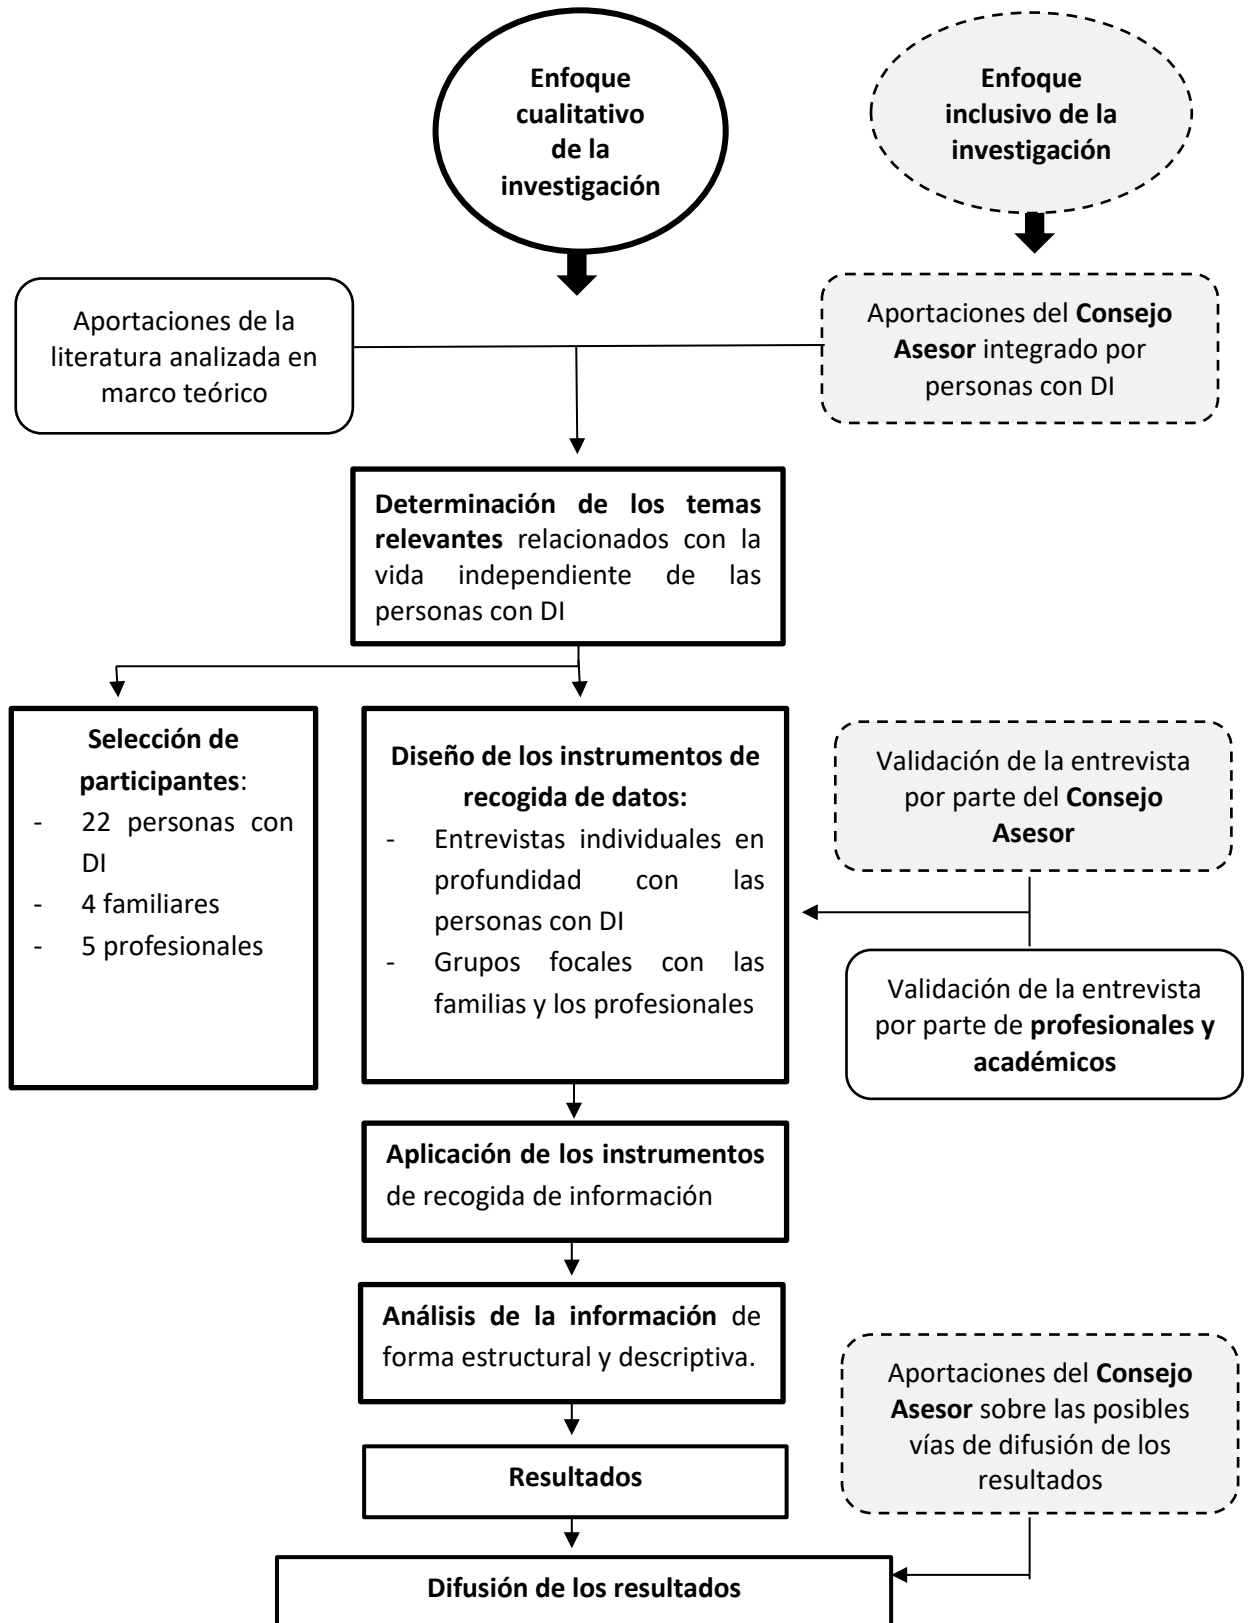 Enfoque
cualitativo
de la
investigación
Enfoque
inclusivo de la
investigación
Aportaciones de la
literatura analizada en
marco teórico
Aportaciones del Consejo
Asesor integrado por
personas con DI
Determinación de los temas
relevantes relacionados con la
vida independiente de las
personas con DI
Selección de
participantes:
- 22 personas con
DI
- 4 familiares
- 5 profesionales
Diseño de los instrumentos de
recogida de datos:
- Entrevistas individuales en
profundidad con las
personas con DI
- Grupos focales con las
familias y los profesionales
Validación de la entrevista
por parte del Consejo
Asesor
Validación de la entrevista
por parte de profesionales y
académicos
Aplicación de los instrumentos
de recogida de información
Análisis de la información de
forma estructural y descriptiva.
Aportaciones del Consejo
Asesor sobre las posibles
vías de difusión de los
resultados
Resultados
Difusión de los resultados